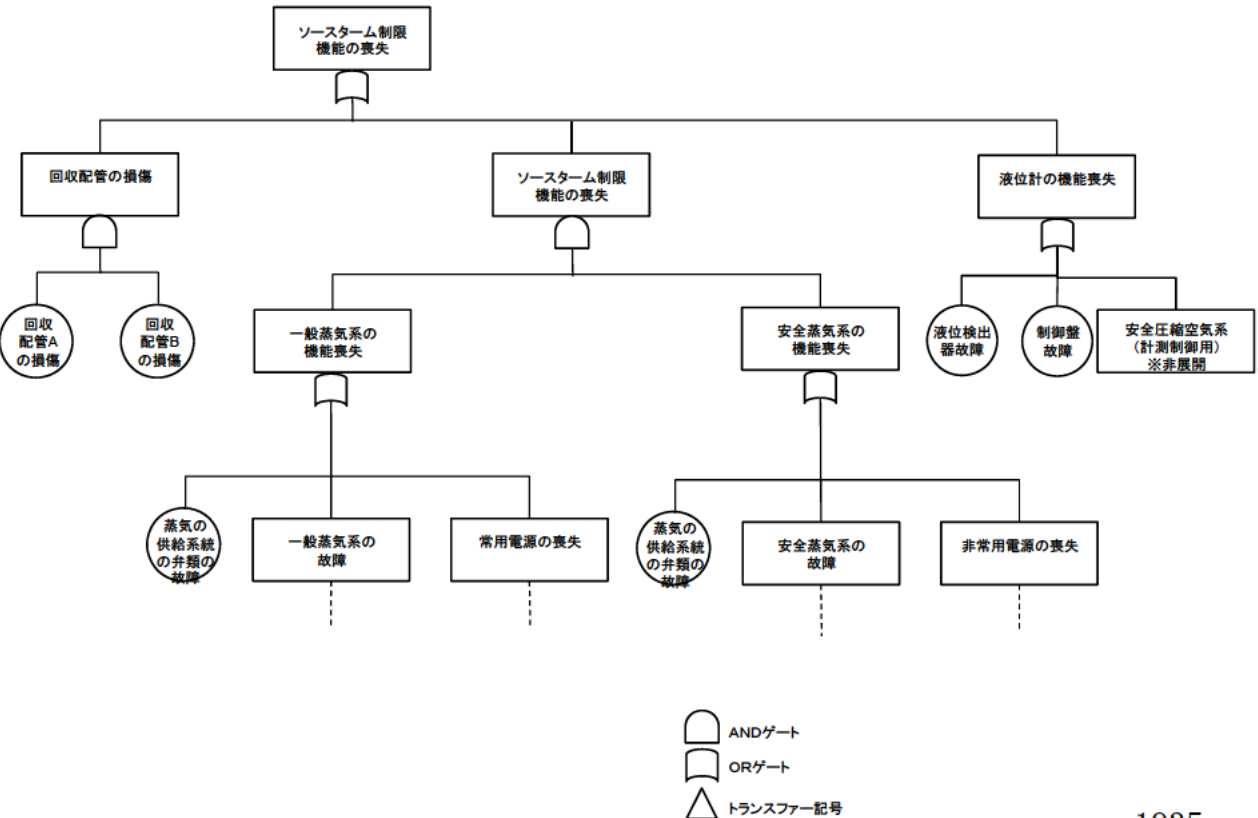 ソースターム制限
機能の喪失
回収配管の損傷
ソースターム制限
機能の喪失
液位計の機能喪失
回収
配管A
の損傷
回収
配管B
の損傷
一般蒸気系の
機能喪失
安全蒸気系の
機能喪失
液位検出
器故障
制御盤
故障
安全圧縮空気系
(計測制御用)
※非展開
蒸気の
供給系統
の弁類の
故障
一般蒸気系の
故障
常用電源の喪失
蒸気の
供給系統
の弁類の
故障
安全蒸気系の
故障
非常用電源の喪失
ANDゲート
ORゲート
トランスファー記号